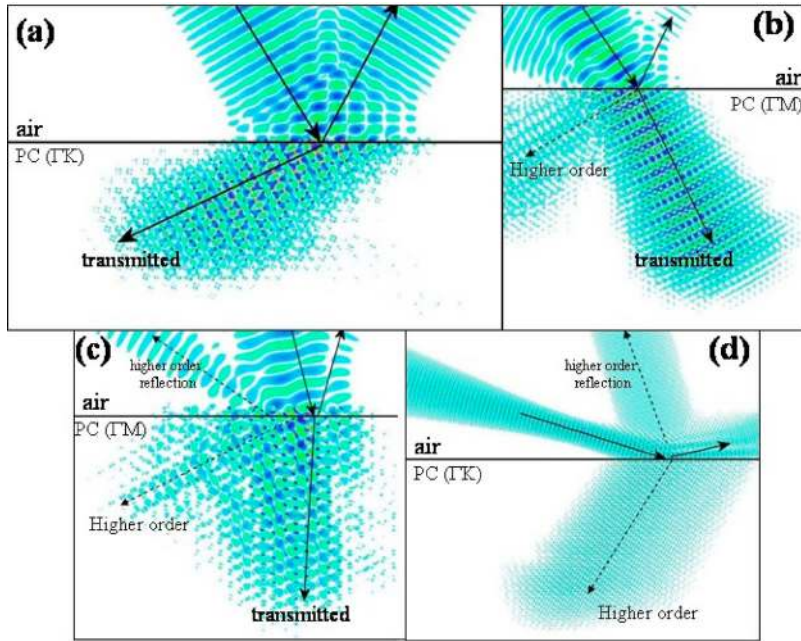 (a)
air
PC (ΓK)
transmitted
(b)
air
PC (ΓM)
Higher order
transmitted
(c)
higher order
reflection
air
PC (ΓM)
Higher order
transmitted
(d)
higher order
reflection
air
PC (ΓK)
Higher order